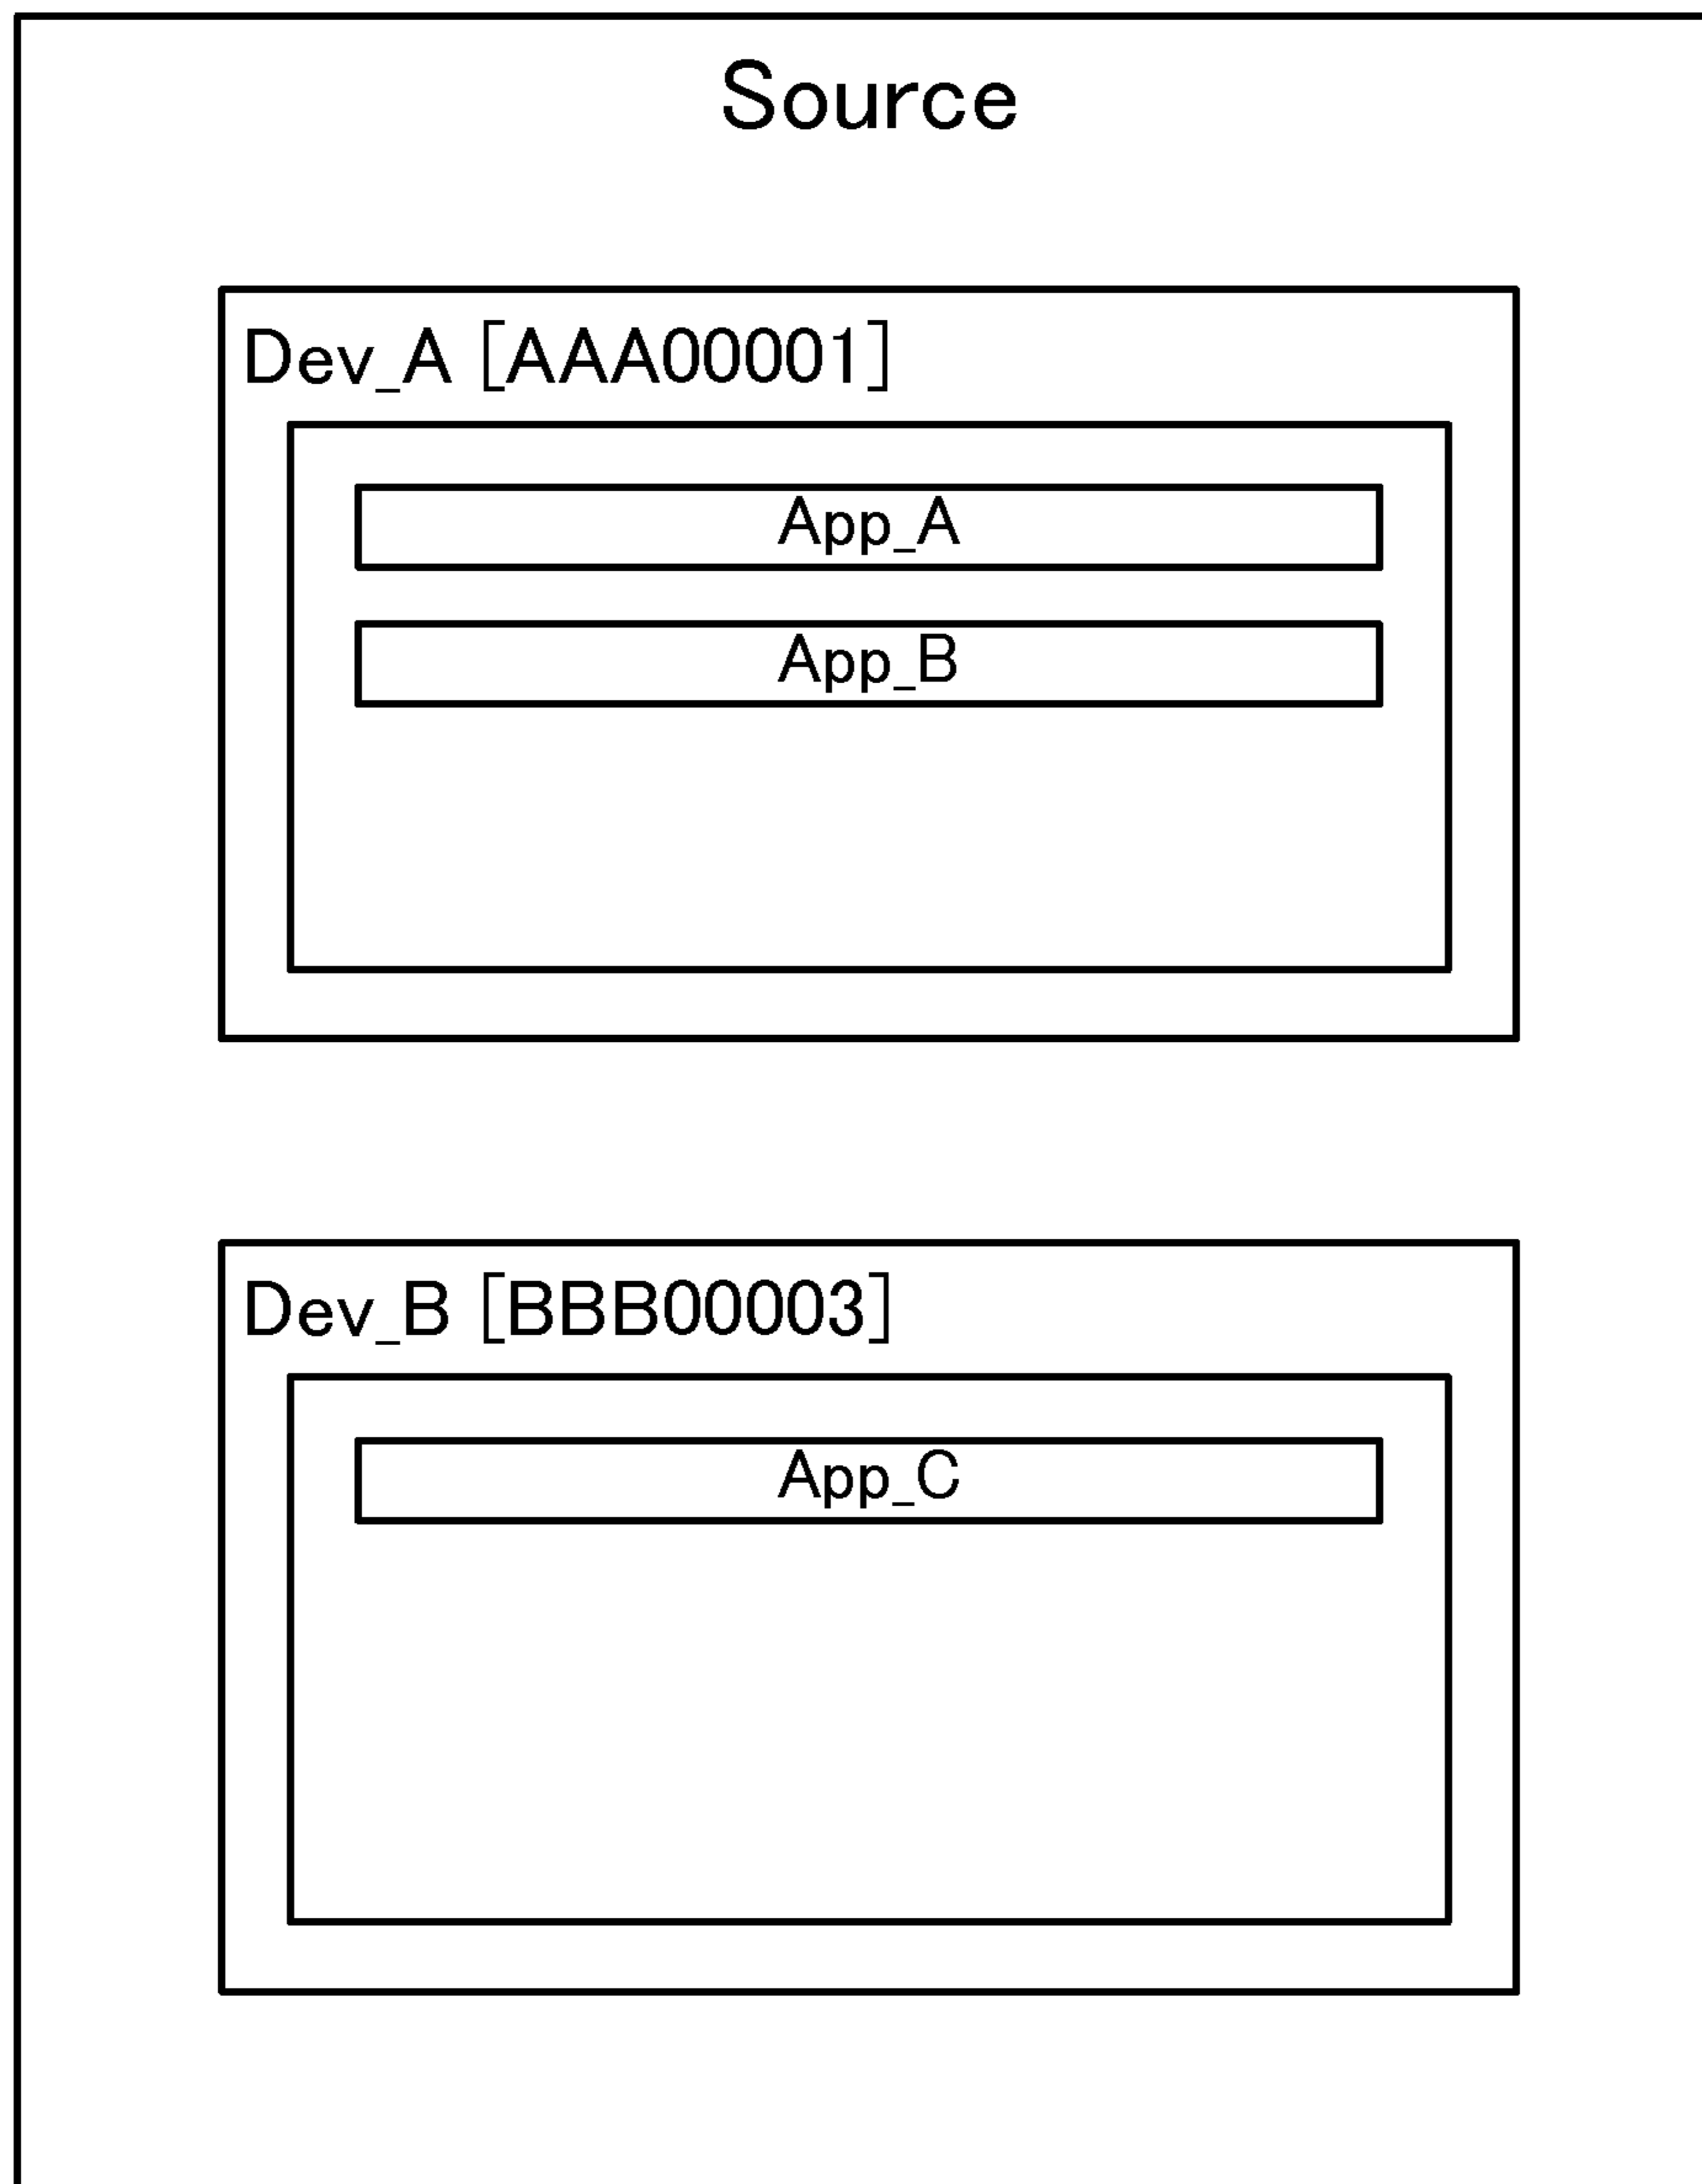 Source
Dev_A [AAA00001]
App_A
App_B
Dev_B [BBB00003]
App_C